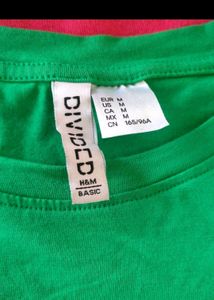 DIVIDED
H&M
BASIC
EUR M
US M
CA M
MX M
CN 165/96A